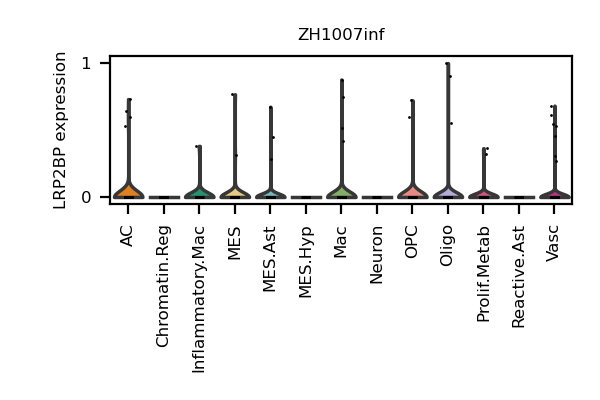 ZH1007inf
LRP2BP expression
1
0
AC
Chromatin.Reg
Inflammatory.Mac
MES
MES.Ast
MES.Hyp
Mac
Neuron
OPC
Oligo
Prolif.Metab
Reactive.Ast
Vasc